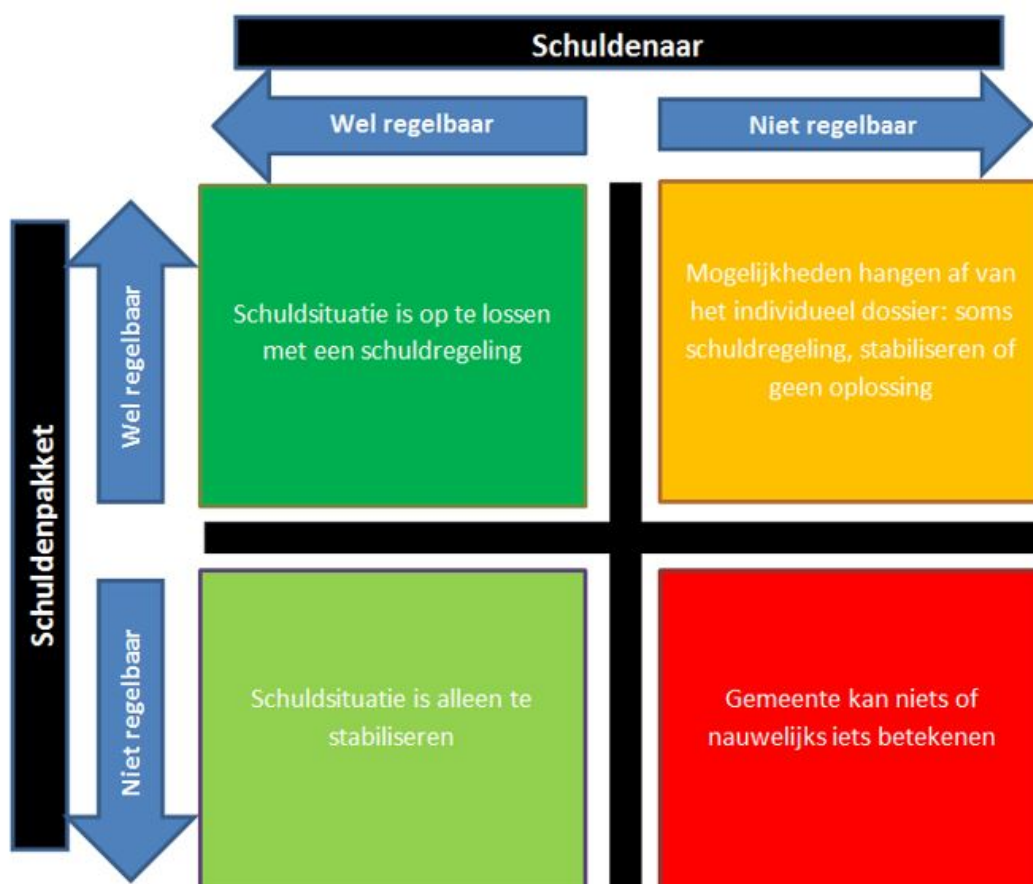 Schuldenaar
Wel regelbaar
Niet regelbaar
Schuldenpakket
Wel regelbaar
Schuldsituatie is op te lossen
met een schuldregeling
Mogelijkheden hangen af van
het individueel dossier: soms
schuldregeling, stabiliseren of
geen oplossing
Niet regelbaar
Schuldsituatie is alleen te
stabiliseren
Gemeente kan niets of
nauwelijks iets betekenen